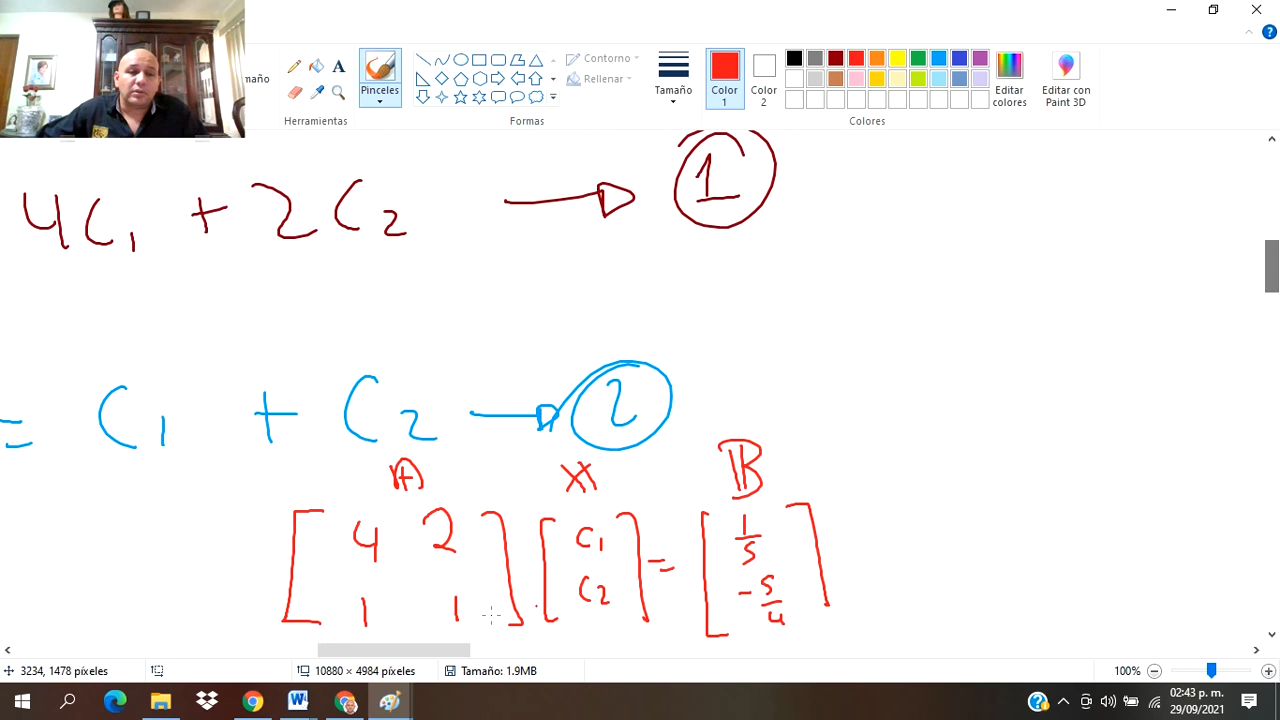 maño
Pinceles
Herramientas
Contorno
Rellenar
Formas
Tamaño
Color 1
Color 2
Editar colores
Editar con Paint 3D
Colores
4C₁ + 2C₂ → 1
= C₁ + C₂ → 2
A X B
[4 2] [C₁] = [1/5]
[1 1] . [C₂] [-5/4]
3234, 1478 píxeles
10880 × 4984 píxeles
Tamaño: 1.9MB
100%
02:43 p. m.
29/09/2021